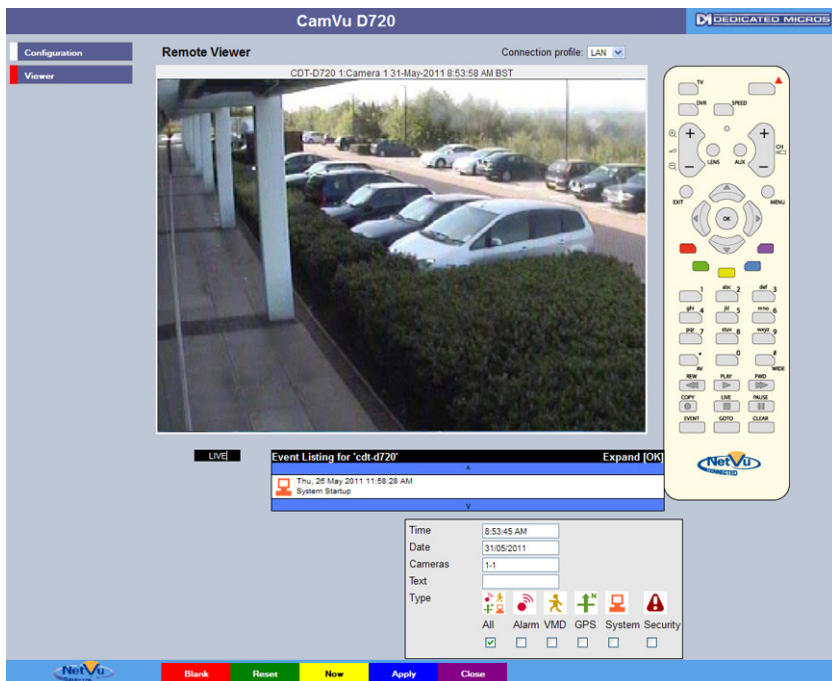 CamVu D720
DEDICATED MICROS
Configuration
Viewer
Remote Viewer
Connection profile: LAN
CDT-D720 1:Camera 1 31-May-2011 8:53:58 AM BST
TV
DVR SPEED
+ +
CH
- LENS AUX -
EXIT MENU
OK
1 abc 2 def 3
ghi 4 jkl 5 mno 6
pqr 7 stuv 8 wxyz 9
* 0 #
AV WIDE
REW PLAY FWD
COPY LIVE PAUSE
EVENT GOTO CLEAR
NetVu
CONNECTED
LIVE
Event Listing for 'cdt-d720' Expand [OK]
^
Thu, 26 May 2011 11:58:28 AM
System Startup
v
Time 8:53:45 AM
Date 31/05/2011
Cameras 1-1
Text
Type
N
All Alarm VMD GPS System Security
NetVu
Blank Reset Now Apply Close